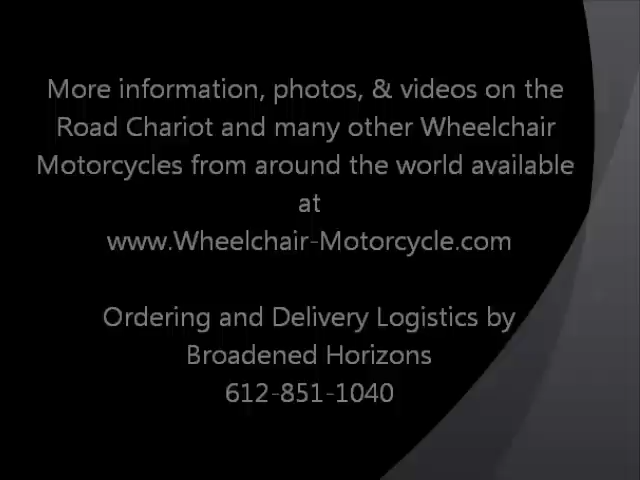 More information, photos, & videos on the
Road Chariot and many other Wheelchair
Motorcycles from around the world available
at
www.Wheelchair-Motorcycle.com
Ordering and Delivery Logistics by
Broadened Horizons
612-851-1040